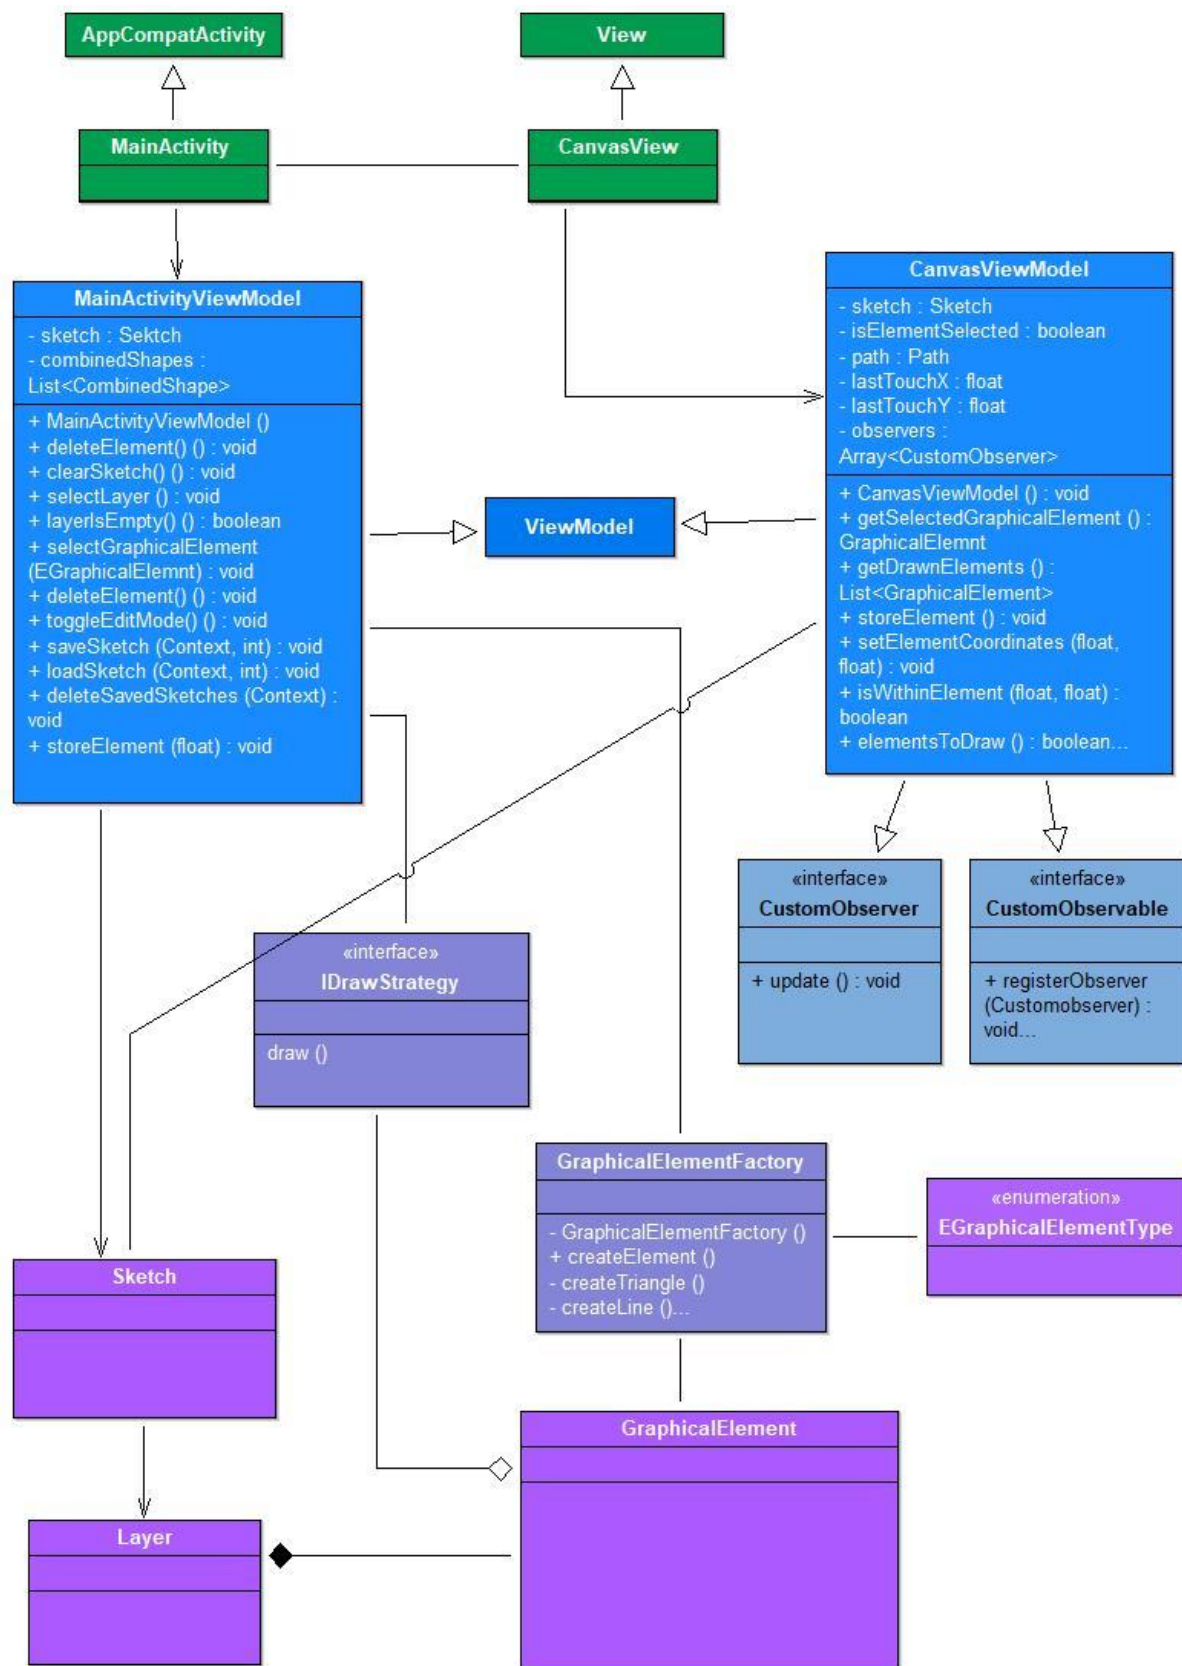 AppCompatActivity
View
MainActivity
CanvasView
MainActivityViewModel
- sketch : Sektch
- combinedShapes :
List<CombinedShape>
+ MainActivityViewModel ()
+ deleteElement() () : void
+ clearSketch() () : void
+ selectLayer () : void
+ layerIsEmpty() () : boolean
+ selectGraphicalElement
(EGraphicalElemnt) : void
+ deleteElement() () : void
+ toggleEditMode() () : void
+ saveSketch (Context, int) : void
+ loadSketch (Context, int) : void
+ deleteSavedSketches (Context) :
void
+ storeElement (float) : void
CanvasViewModel
- sketch : Sketch
- isElementSelected : boolean
- path : Path
- lastTouchX : float
- lastTouchY : float
- observers :
Array<CustomObserver>
+ CanvasViewModel () : void
+ getSelectedGraphicalElement () :
GraphicalElemnt
+ getDrawnElements () :
List<GraphicalElement>
+ storeElement () : void
+ setElementCoordinates (float,
float) : void
+ isWithinElement (float, float) :
boolean
+ elementsToDraw () : boolean...
ViewModel
«interface»
CustomObserver
+ update () : void
«interface»
CustomObservable
+ registerObserver
(Customobserver) :
void...
«interface»
IDrawStrategy
draw ()
GraphicalElementFactory
- GraphicalElementFactory ()
+ createElement ()
- createTriangle ()
- createLine ()...
«enumeration»
EGraphicalElementType
Sketch
GraphicalElement
Layer